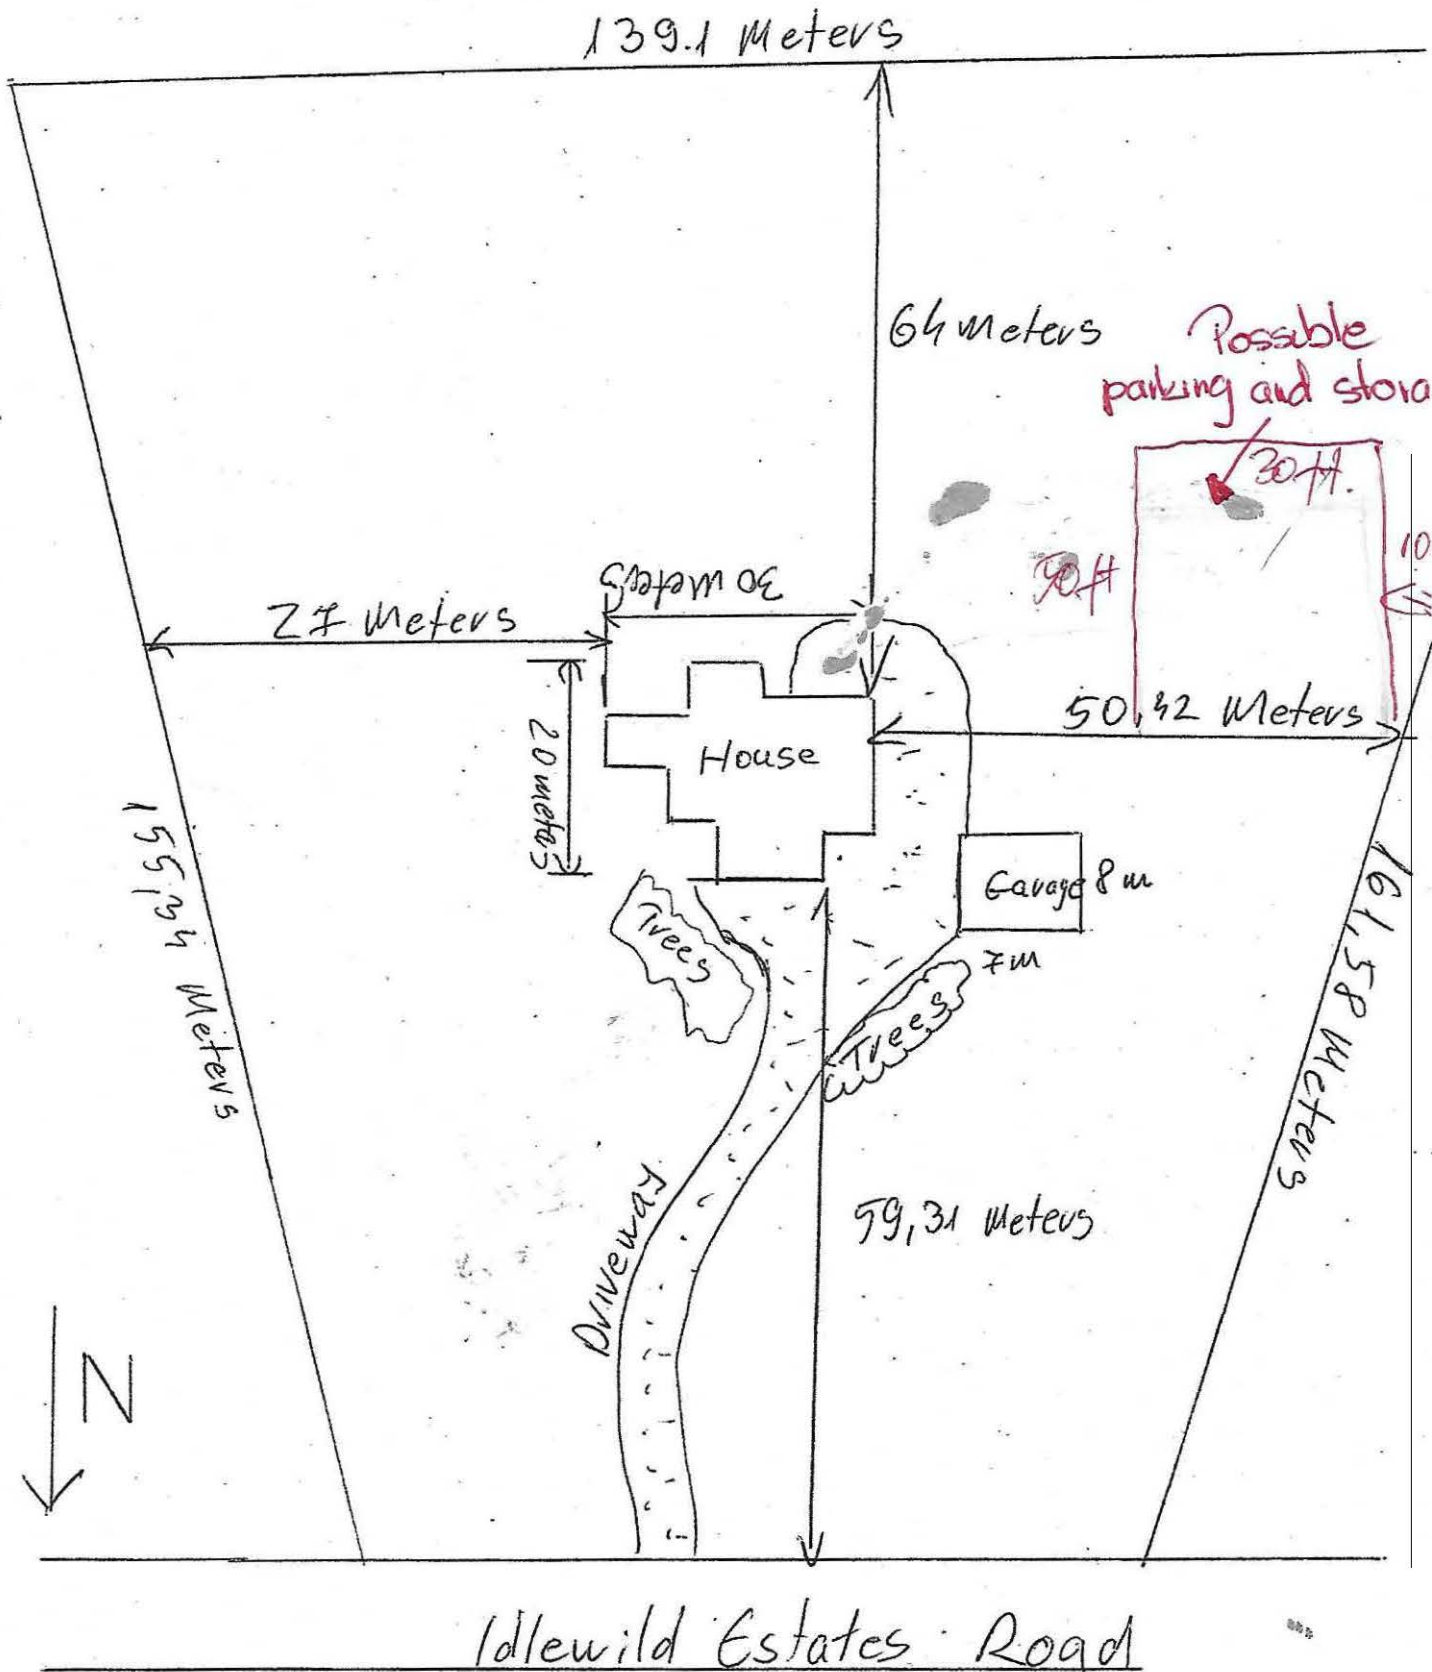 139.1 Meters
64 Meters
Possible
parking and stora
30 ft.
10
30 meters
27 Meters
50,42 Meters
20 meters
House
155,34 Meters
161,58 Meters
Garage 8 m
7 m
Trees
Trees
59,31 Meters
Driveway
N
Idlewild Estates Road